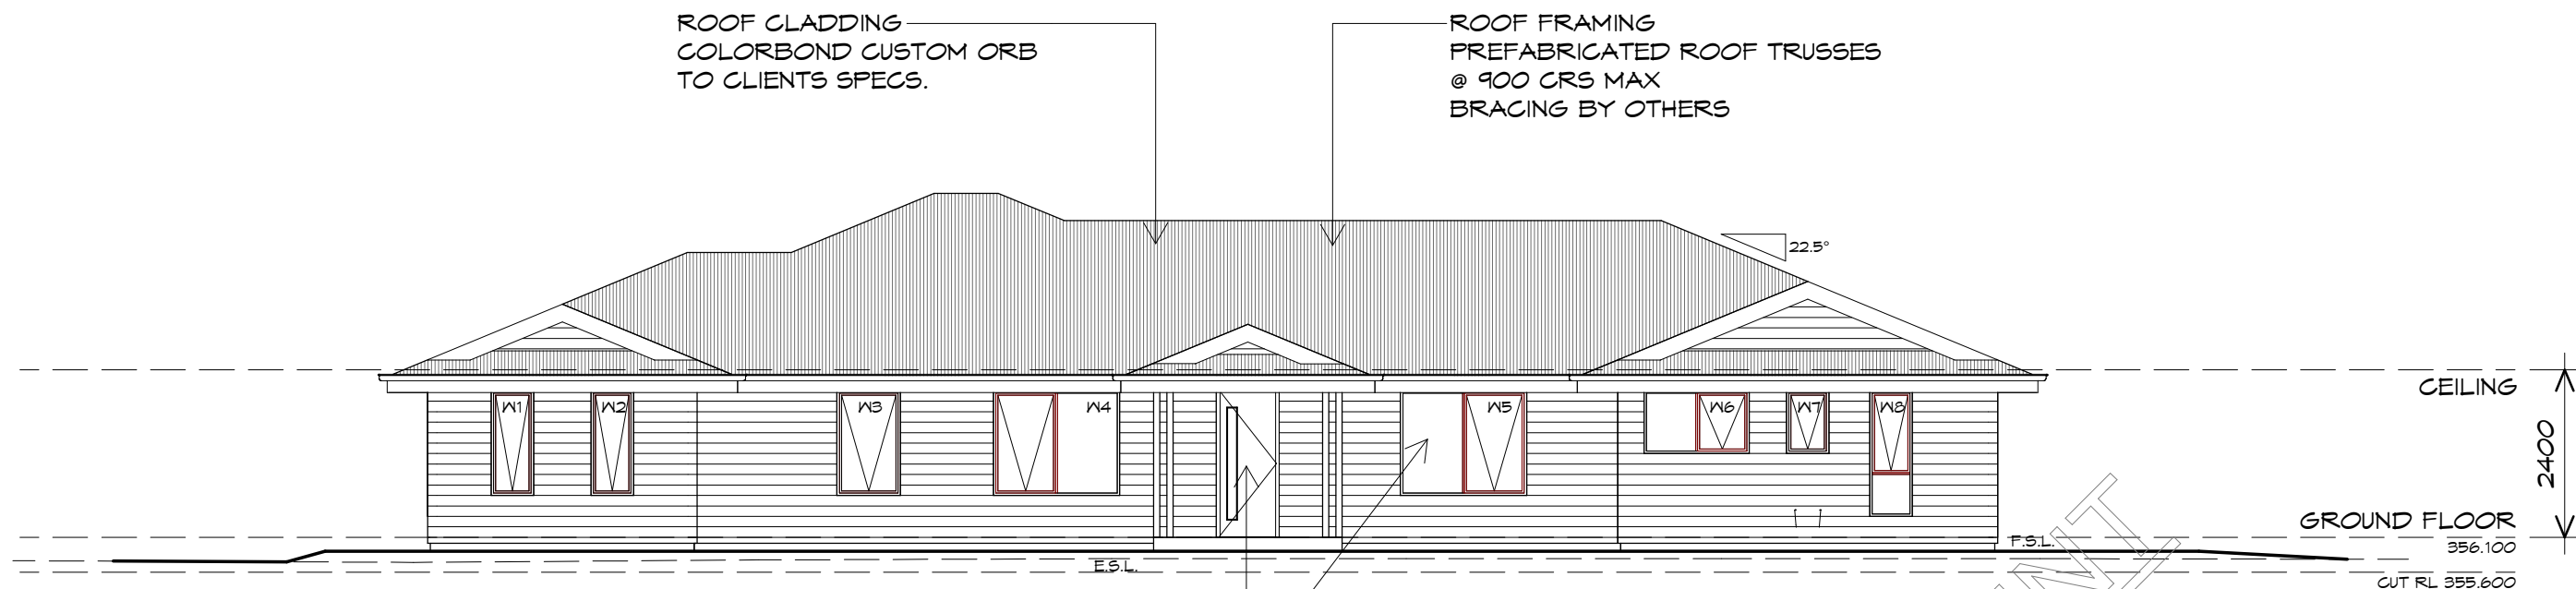 ROOF CLADDING
COLORBOND CUSTOM ORB
TO CLIENTS SPECS.
ROOF FRAMING
PREFABRICATED ROOF TRUSSES
@ 900 CRS MAX
BRACING BY OTHERS
22.5°
CEILING
W1 W2 W3 W4 W5 W6 W7 W8
2400
GROUND FLOOR
F.S.L.
356.100
E.S.L.
CUT RL 355.600